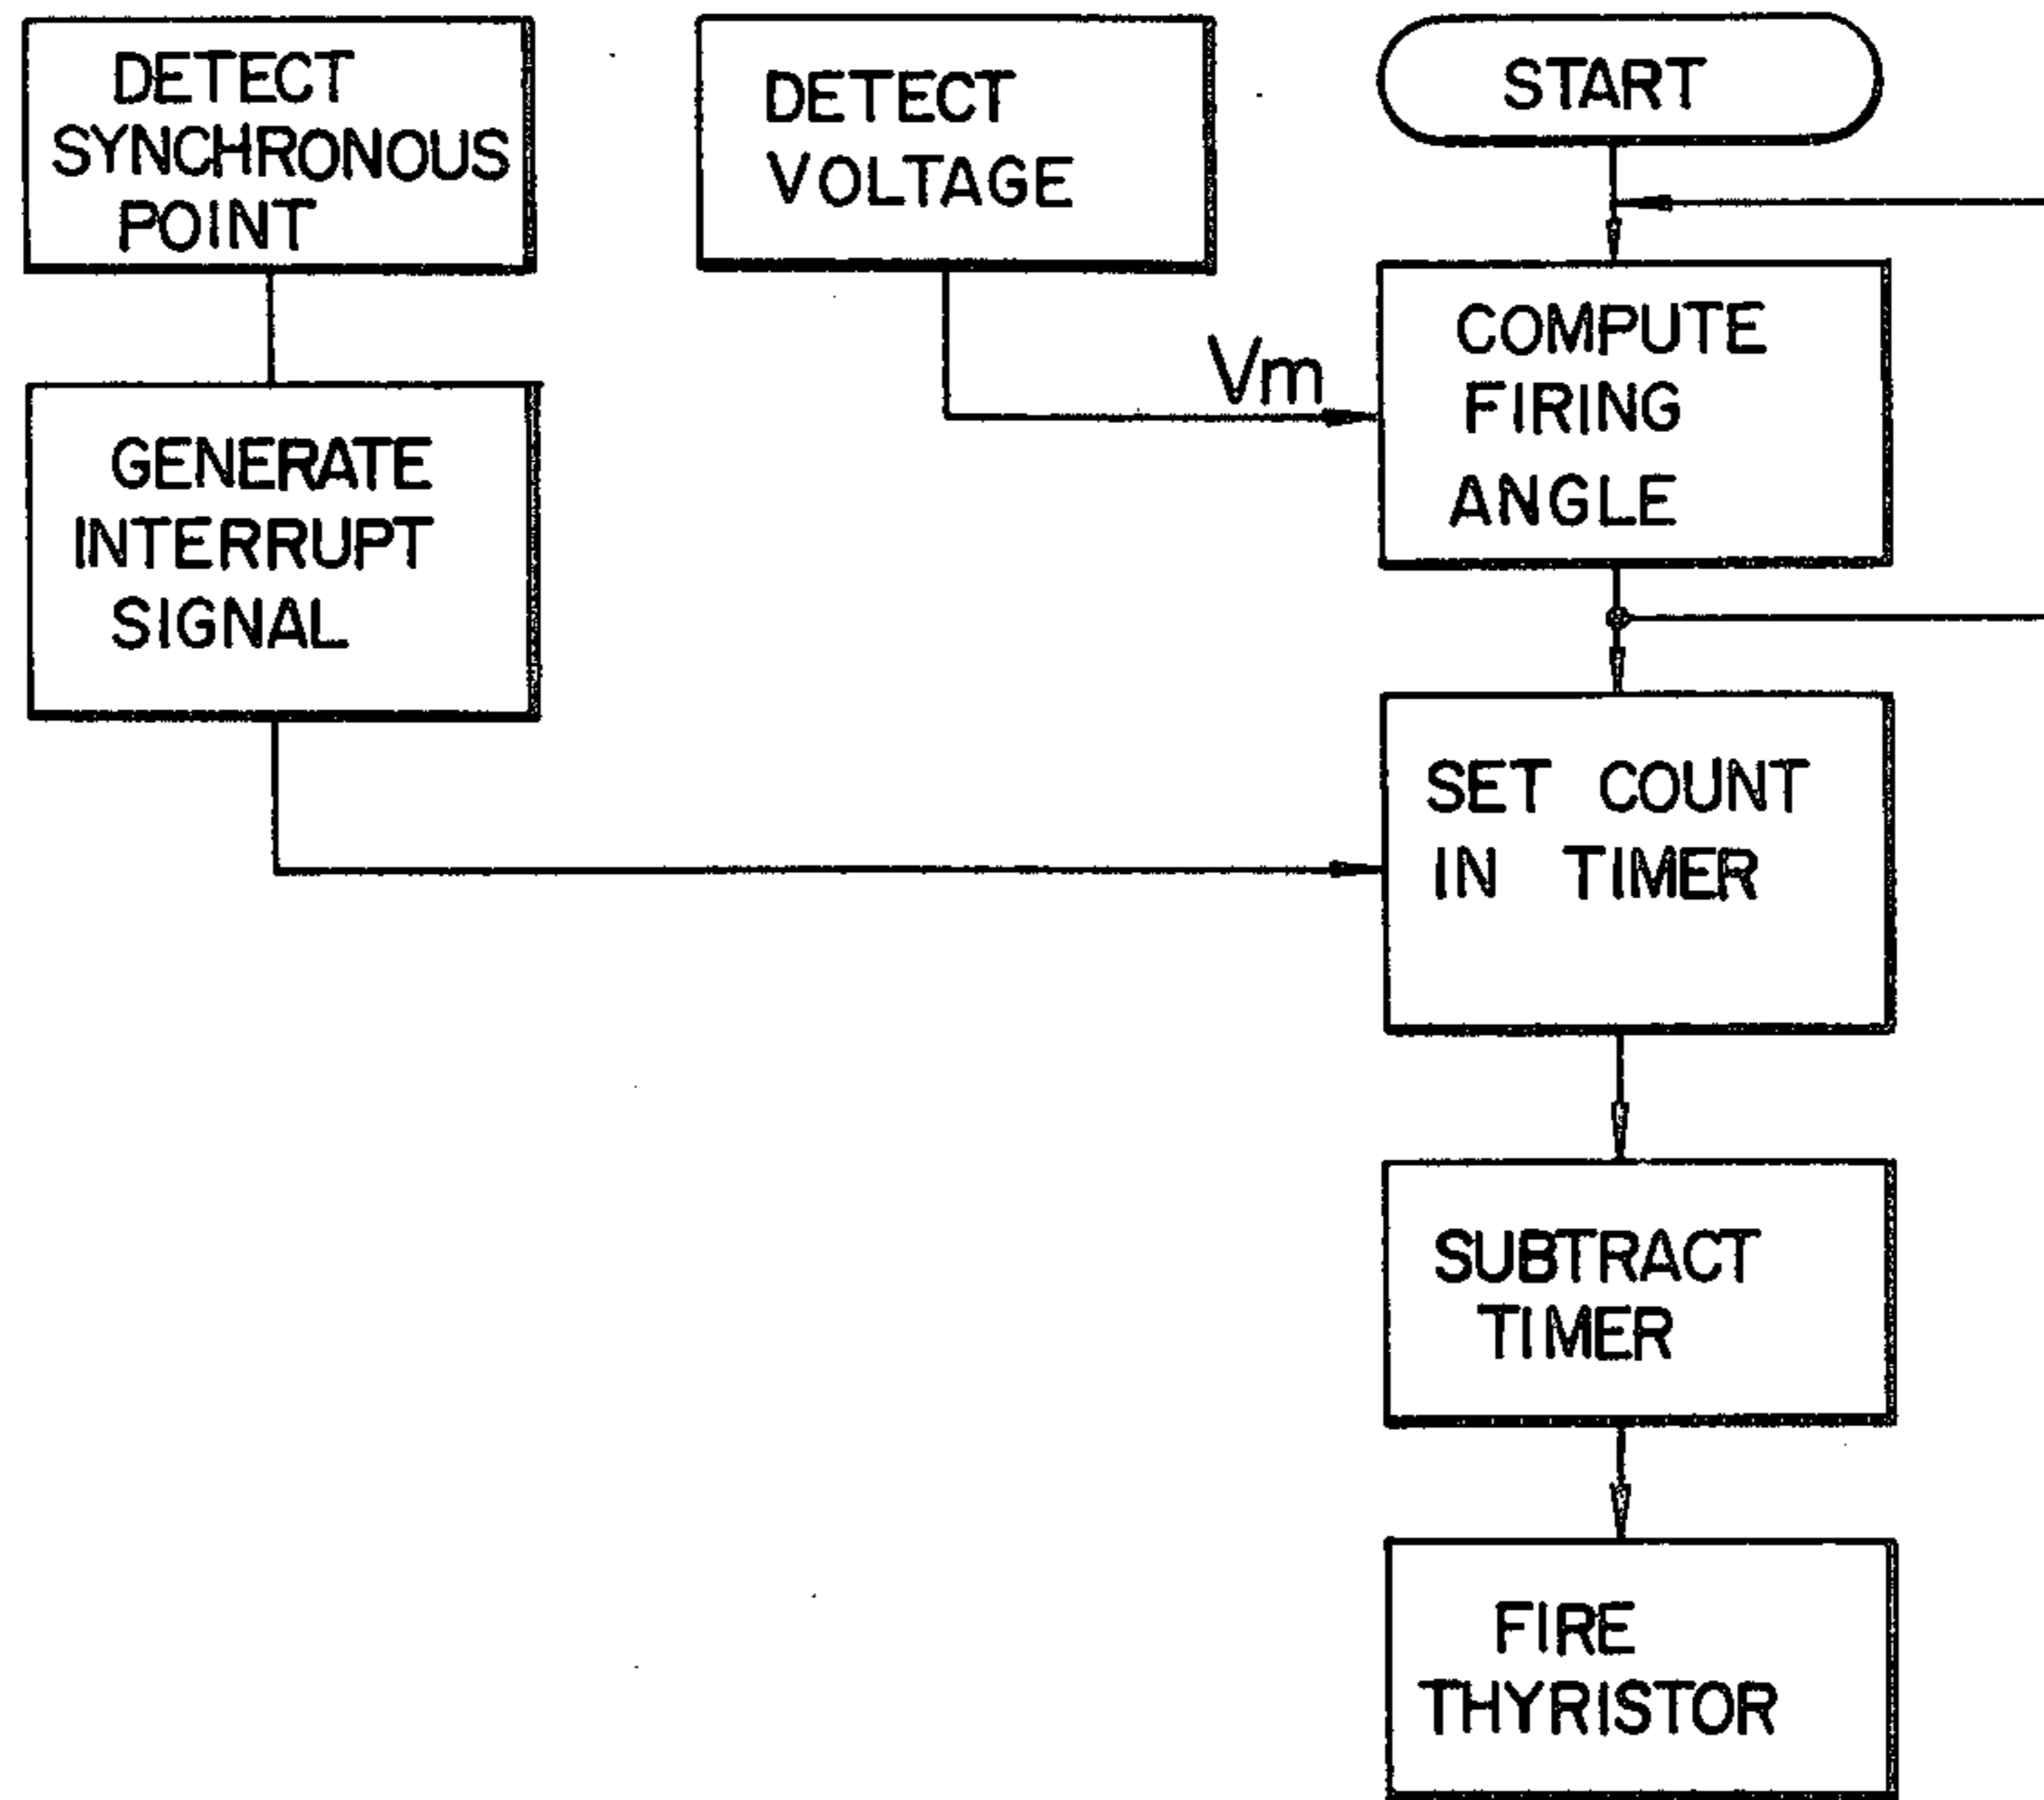 DETECT
SYNCHRONOUS
POINT
GENERATE
INTERRUPT
SIGNAL
DETECT
VOLTAGE
Vm
START
COMPUTE
FIRING
ANGLE
SET COUNT
IN TIMER
SUBTRACT
TIMER
FIRE
THYRISTOR